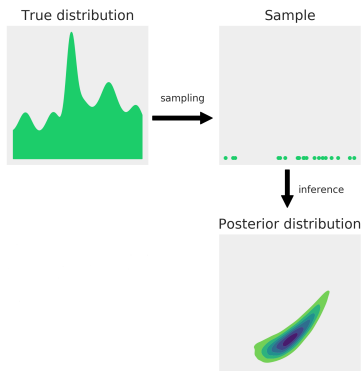 True distribution
Sample
sampling
inference
Posterior distribution